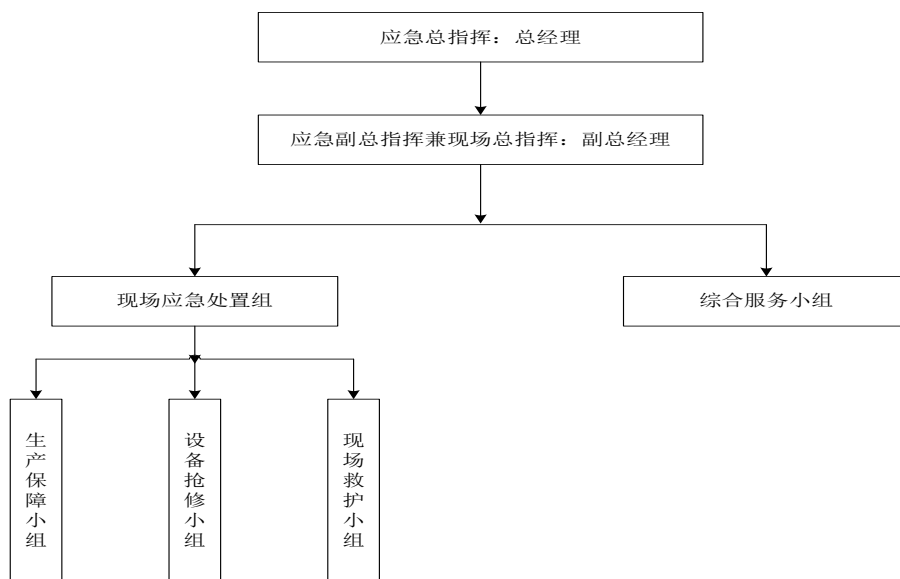 应急总指挥：总经理
应急副总指挥兼现场总指挥：副总经理
现场应急处置组
综合服务小组
生产保障小组
设备抢修小组
现场救护小组